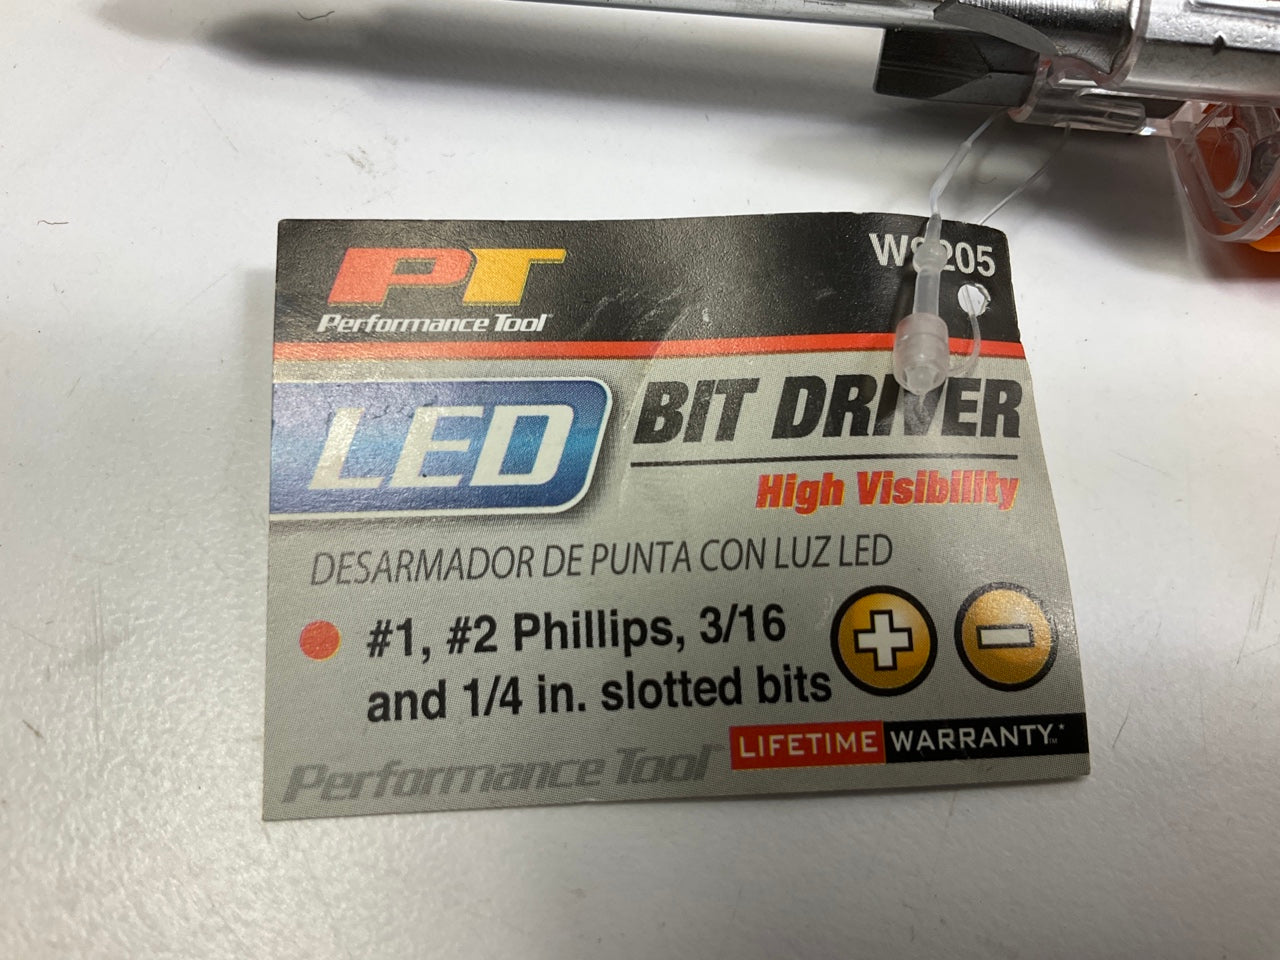 PT
Performance Tool
LED
BIT DRIVER
High Visibility
DESARMADOR DE PUNTA CON LUZ LED
#1, #2 Phillips, 3/16
and 1/4 in. slotted bits
LIFETIME WARRANTY.*
Performance Tool